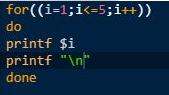 for((i=1;i<=5;i++))
do
printf $i
printf "\n"
done